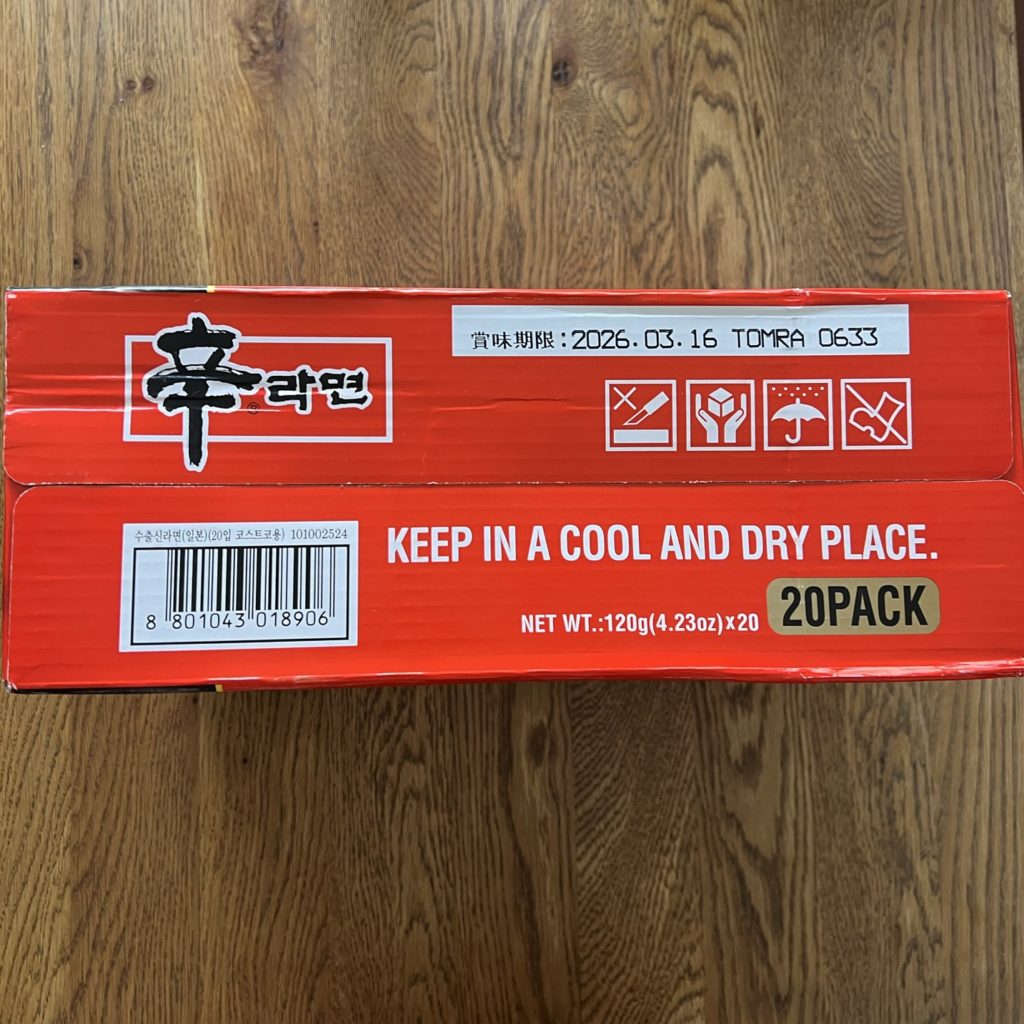 辛라면
®
賞味期限:2026.03.16 TOMRA 0633
수출신라면(일본)(20입 코스트코용) 101002524
8 801043 018906
KEEP IN A COOL AND DRY PLACE.
NET WT.:120g(4.23oz)x20
20PACK